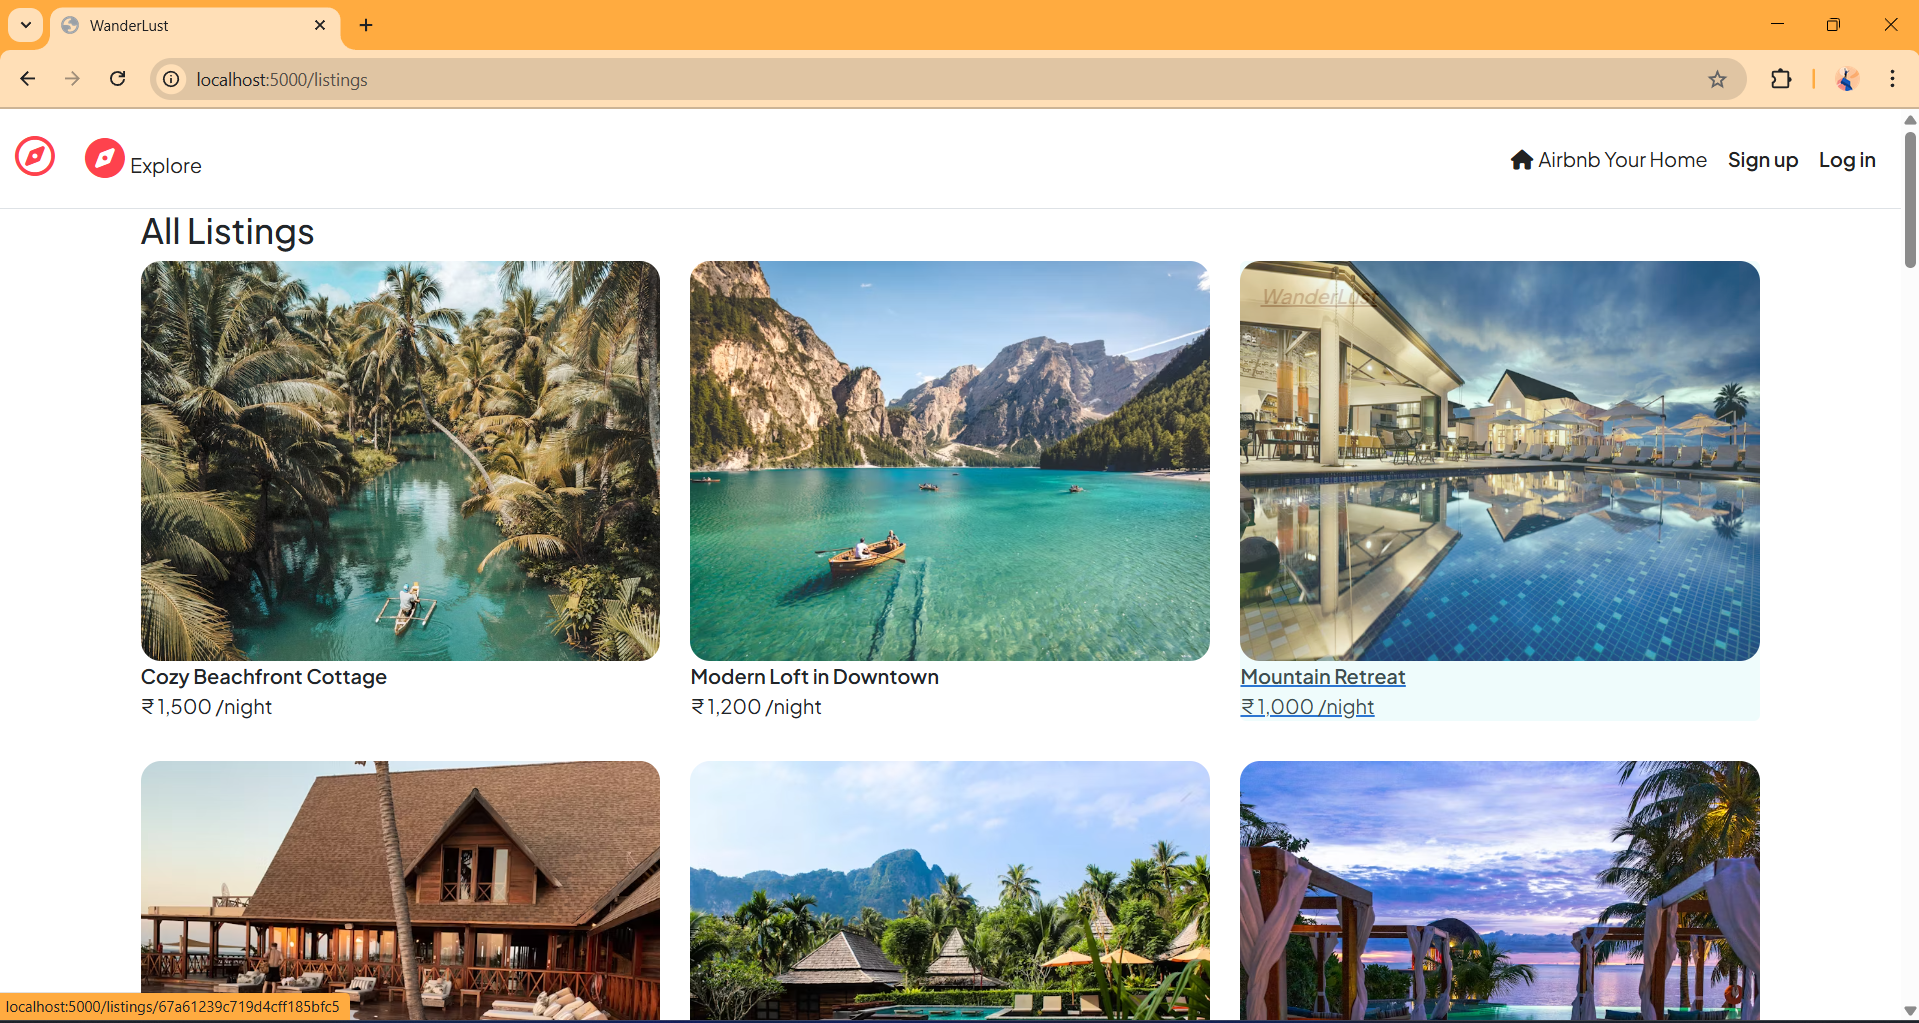 WanderLust
localhost:5000/listings
Explore
Airbnb Your Home
Sign up
Log in
All Listings
WanderLust
Cozy Beachfront Cottage
₹1,500 /night
Modern Loft in Downtown
₹1,200 /night
Mountain Retreat
₹1,000 /night
localhost:5000/listings/67a61239c719d4cff185bfc5